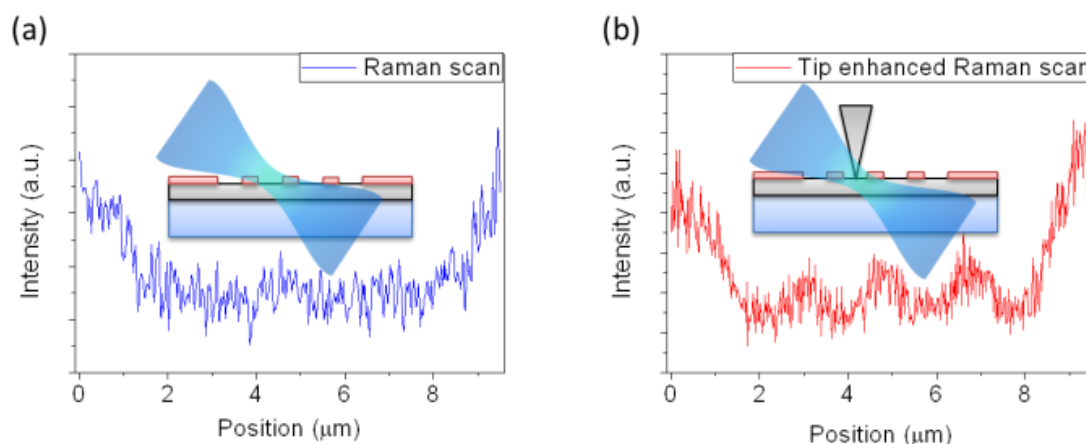 (a)
Raman scan
Intensity (a.u.)
0 2 4 6 8
Position (μm)
(b)
Tip enhanced Raman scan
Intensity (a.u.)
0 2 4 6 8
Position (μm)